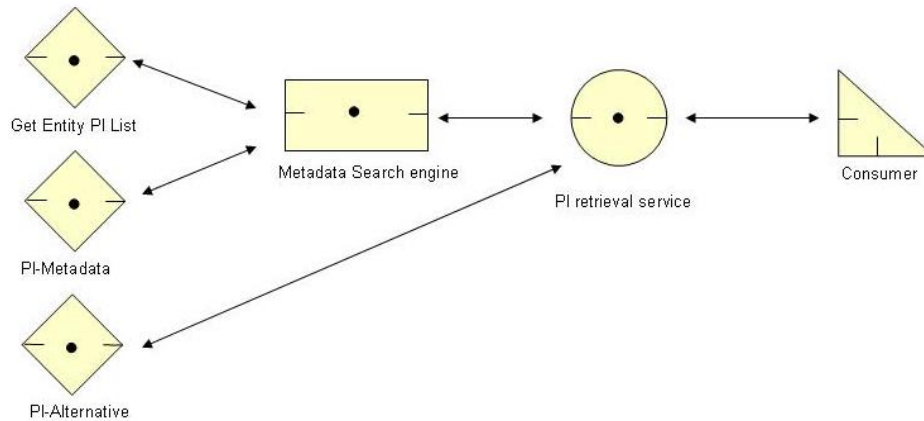 Get Entity PI List
Metadata Search engine
Consumer
PI retrieval service
PI-Metadata
PI-Alternative